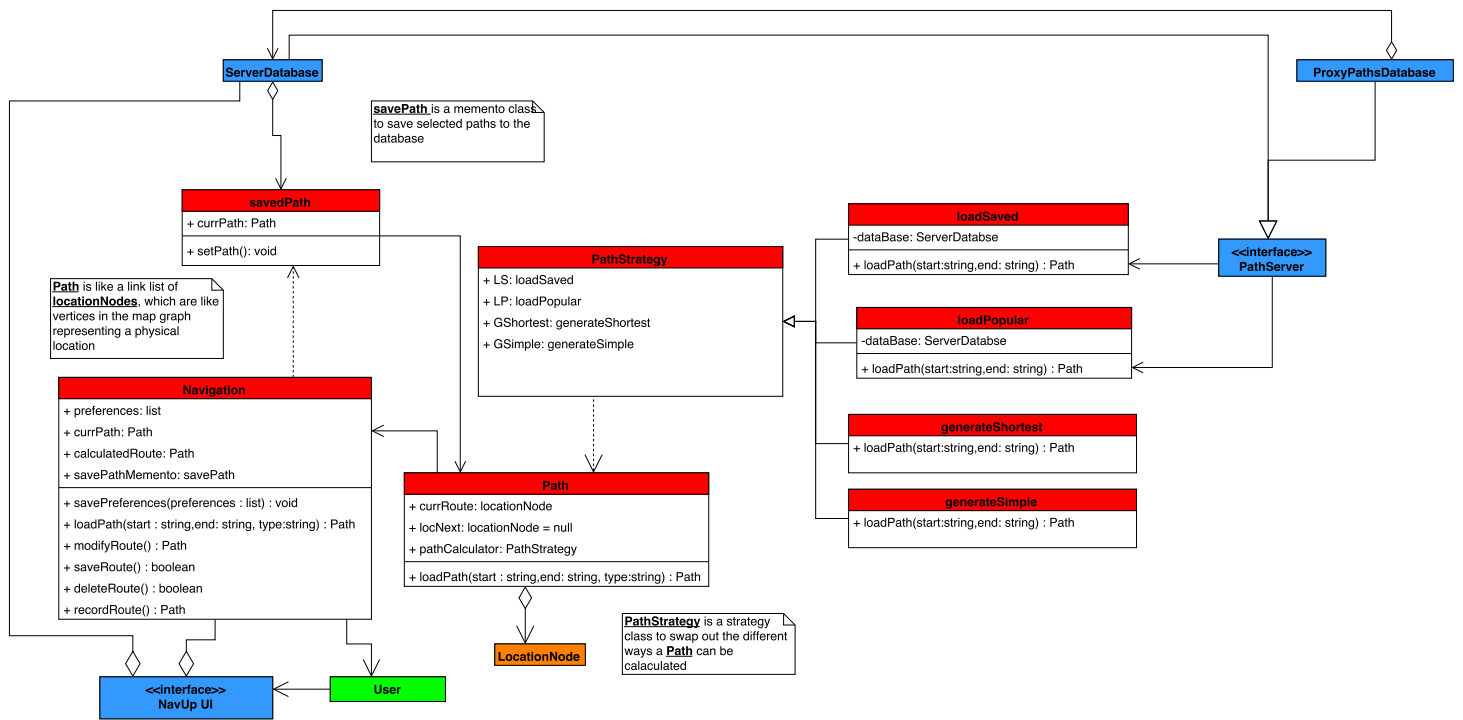 ServerDatabase
ProxyPathsDatabase
savePath is a memento class
to save selected paths to the
database
savedPath
+ currPath: Path
+ setPath(): void
loadSaved
-dataBase: ServerDatabse
+ loadPath(start:string,end: string) : Path
<<interface>>
PathServer
PathStrategy
+ LS: loadSaved
+ LP: loadPopular
+ GShortest: generateShortest
+ GSimple: generateSimple
Path is like a link list of
locationNodes, which are like
vertices in the map graph
representing a physical
location
loadPopular
-dataBase: ServerDatabse
+ loadPath(start:string,end: string) : Path
Navigation
+ preferences: list
+ currPath: Path
+ calculatedRoute: Path
+ savePathMemento: savePath
+ savePreferences(preferences : list) : void
+ loadPath(start : string,end: string, type:string) : Path
+ modifyRoute() : Path
+ saveRoute() : boolean
+ deleteRoute() : boolean
+ recordRoute() : Path
generateShortest
+ loadPath(start:string,end: string) : Path
Path
+ currRoute: locationNode
+ locNext: locationNode = null
+ pathCalculator: PathStrategy
+ loadPath(start : string,end: string, type:string) : Path
generateSimple
+ loadPath(start:string,end: string) : Path
PathStrategy is a strategy
class to swap out the different
ways a Path can be
calaculated
LocationNode
<<interface>>
NavUp UI
User